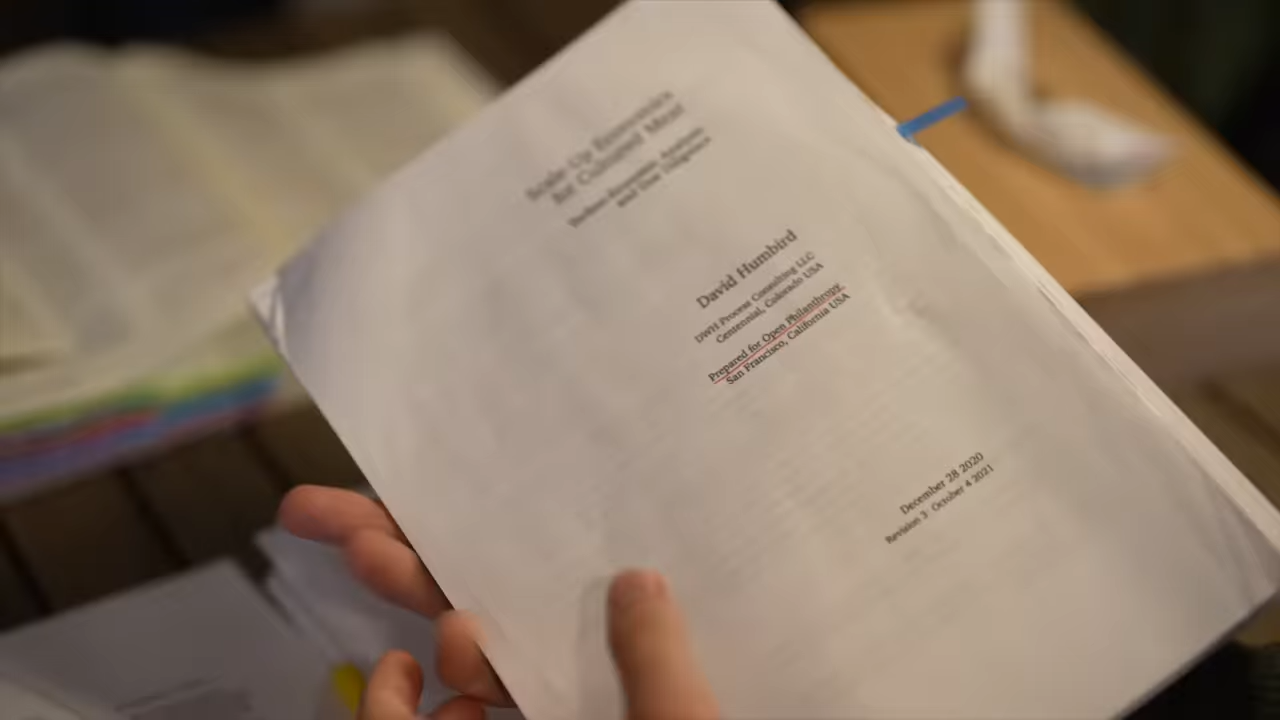 Scale-Up Economics
for Cultured Meat
Techno-Economic Analysis
and Due Diligence
David Humbird
DWH Process Consulting LLC
Centennial, Colorado USA
Prepared for Open Philanthropy
San Francisco, California USA
December 28 2020
Revision 3 October 4 2021